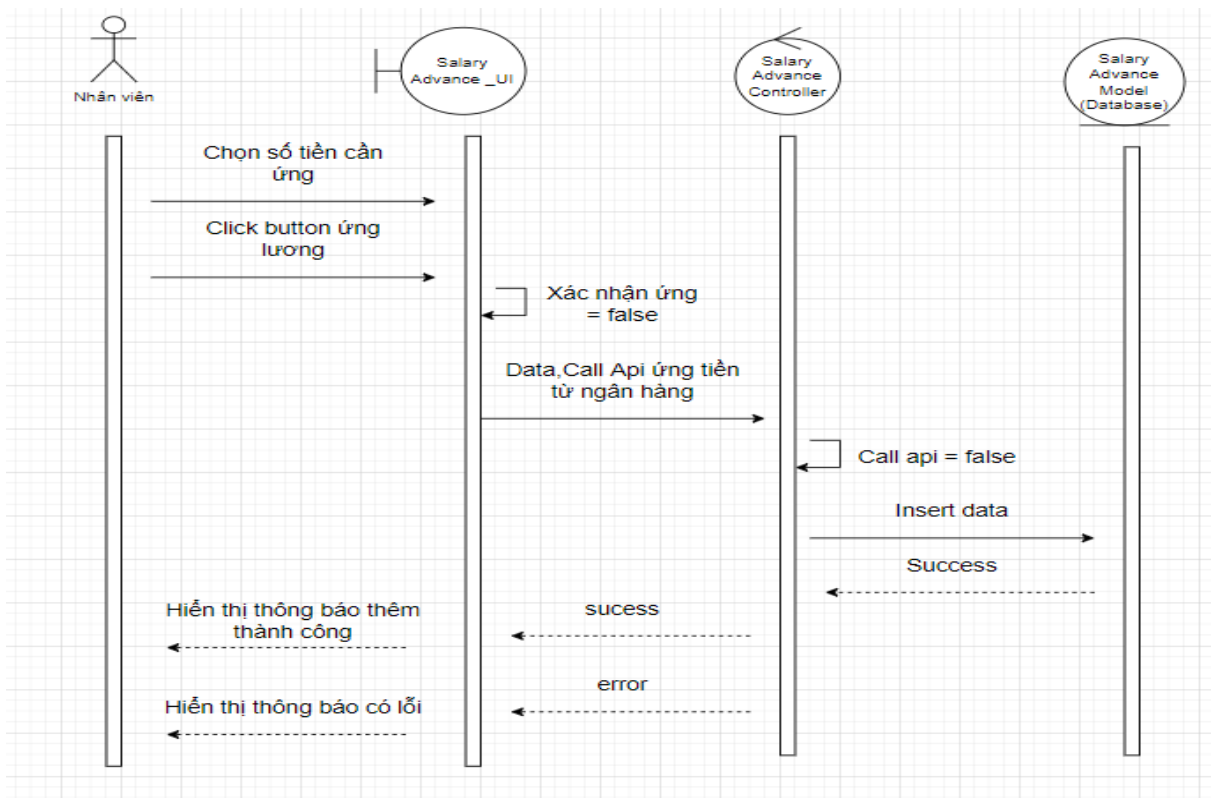 Nhân viên
Salary
Advance _UI
Salary
Advance
Controller
Salary
Advance
Model
(Database)
Chọn số tiền cần
ứng
Click button ứng
lương
Xác nhận ứng
= false
Data,Call Api ứng tiền
từ ngân hàng
Call api = false
Insert data
Success
sucess
Hiển thị thông báo thêm
thành công
error
Hiển thị thông báo có lỗi